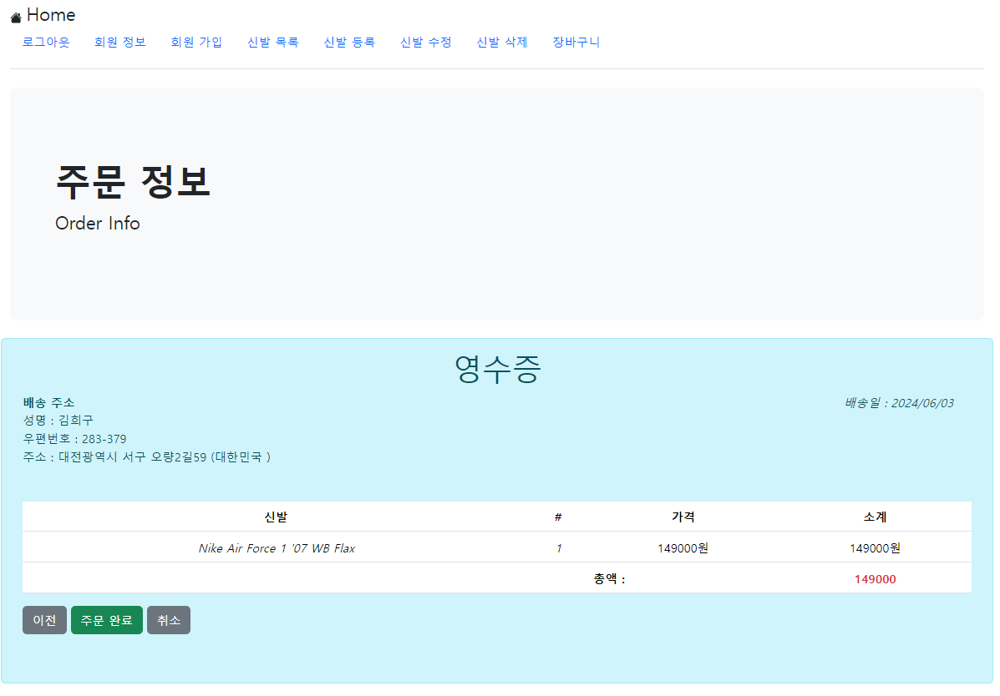 Home
로그아웃 회원 정보 회원 가입 신발 목록 신발 등록 신발 수정 신발 삭제 장바구니
주문 정보
Order Info
영수증
배송 주소 배송일 : 2024/06/03
성명 : 김희구
우편번호 : 283-379
주소 : 대전광역시 서구 오량2길59 (대한민국 )
신발 # 가격 소계
Nike Air Force 1 '07 WB Flax 1 149000원 149000원
총액 : 149000
이전 주문 완료 취소